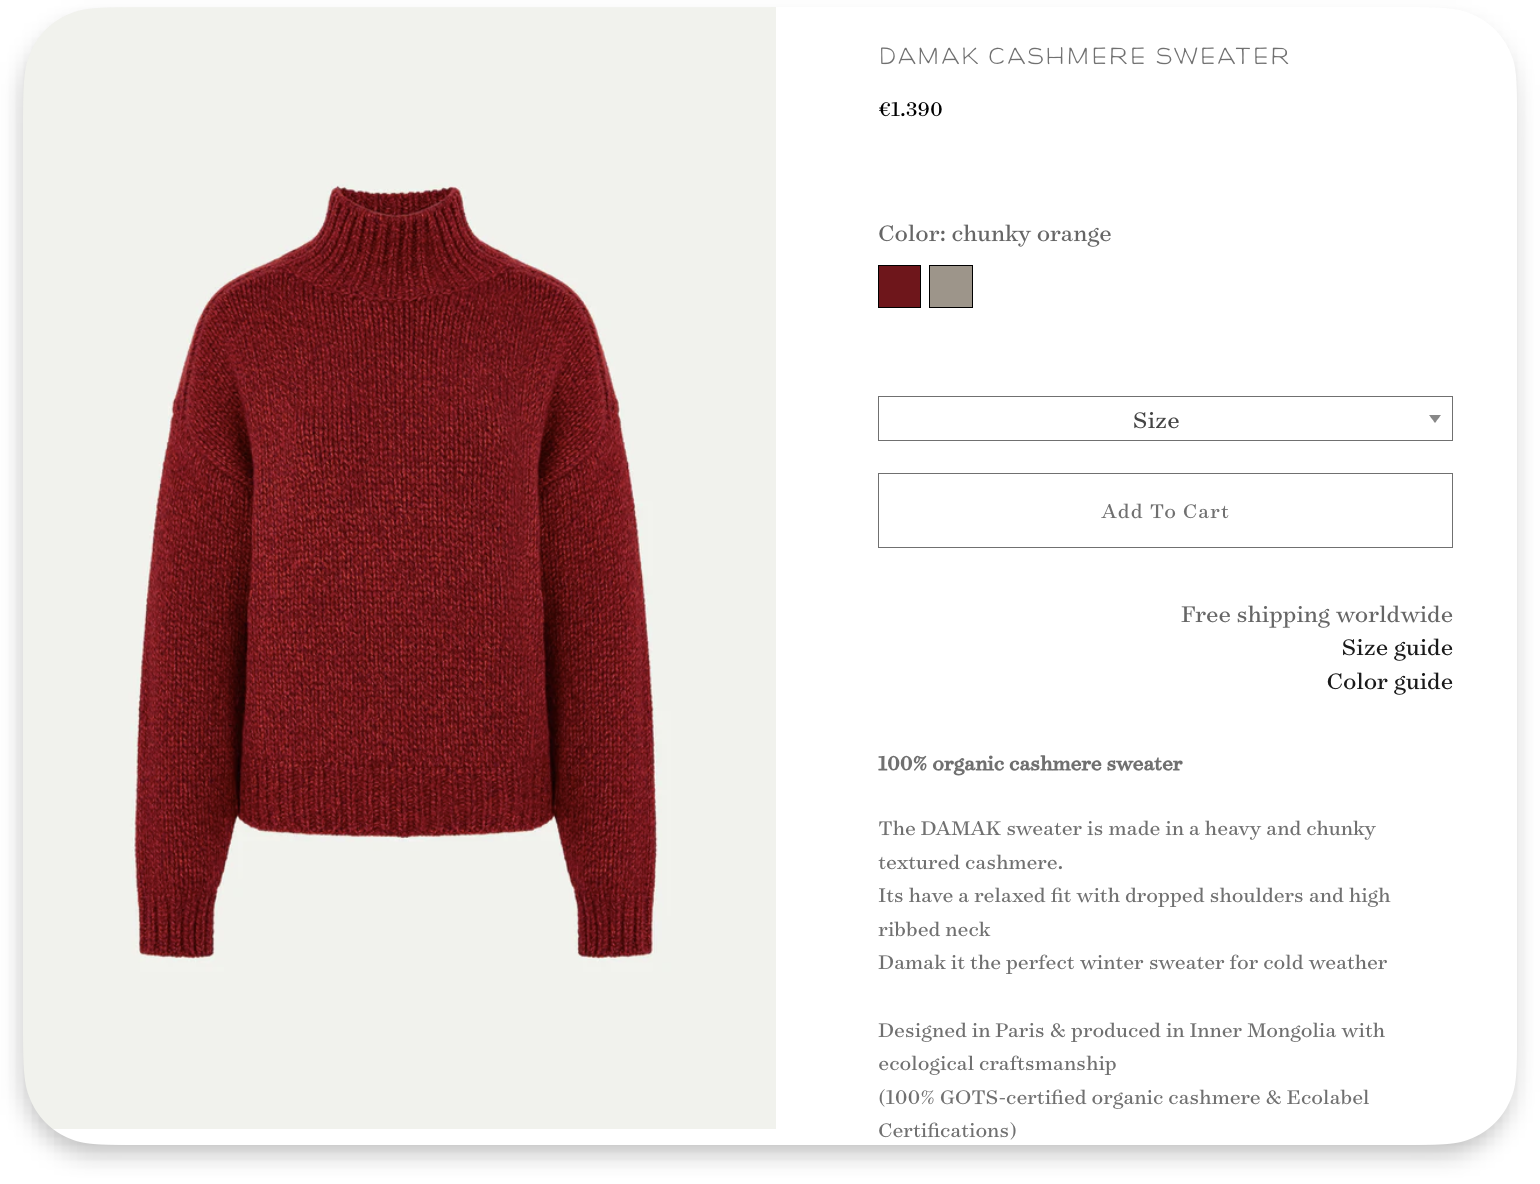 DAMAK CASHMERE SWEATER
€1.390
Color: chunky orange
Size
Add To Cart
Free shipping worldwide
Size guide
Color guide
100% organic cashmere sweater
The DAMAK sweater is made in a heavy and chunky
textured cashmere.
Its have a relaxed fit with dropped shoulders and high
ribbed neck
Damak it the perfect winter sweater for cold weather
Designed in Paris & produced in Inner Mongolia with
ecological craftsmanship
(100% GOTS-certified organic cashmere & Ecolabel
Certifications)